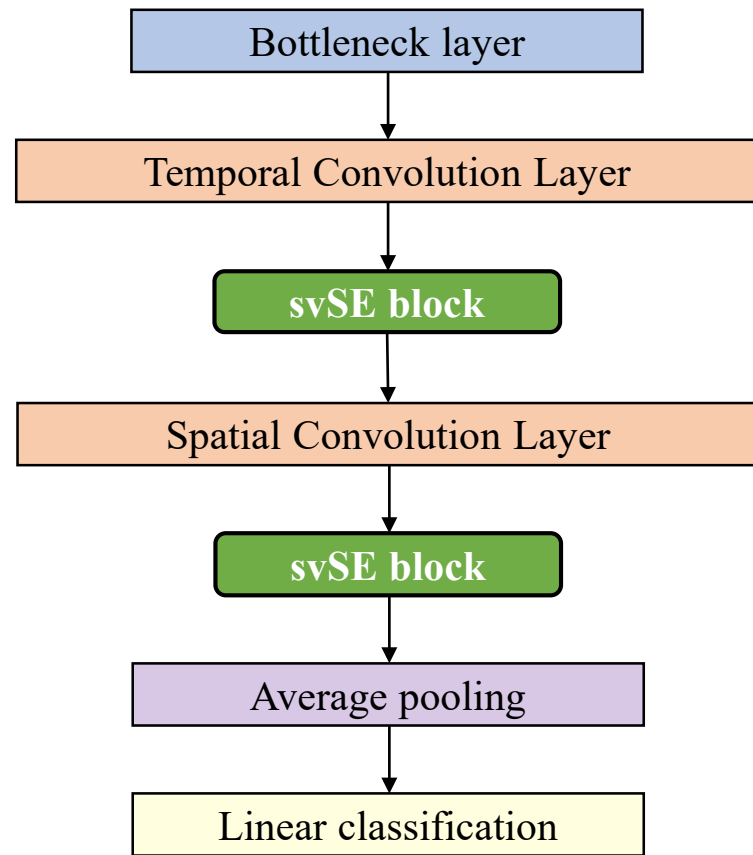 Bottleneck layer
Temporal Convolution Layer
svSE block
Spatial Convolution Layer
svSE block
Average pooling
Linear classification